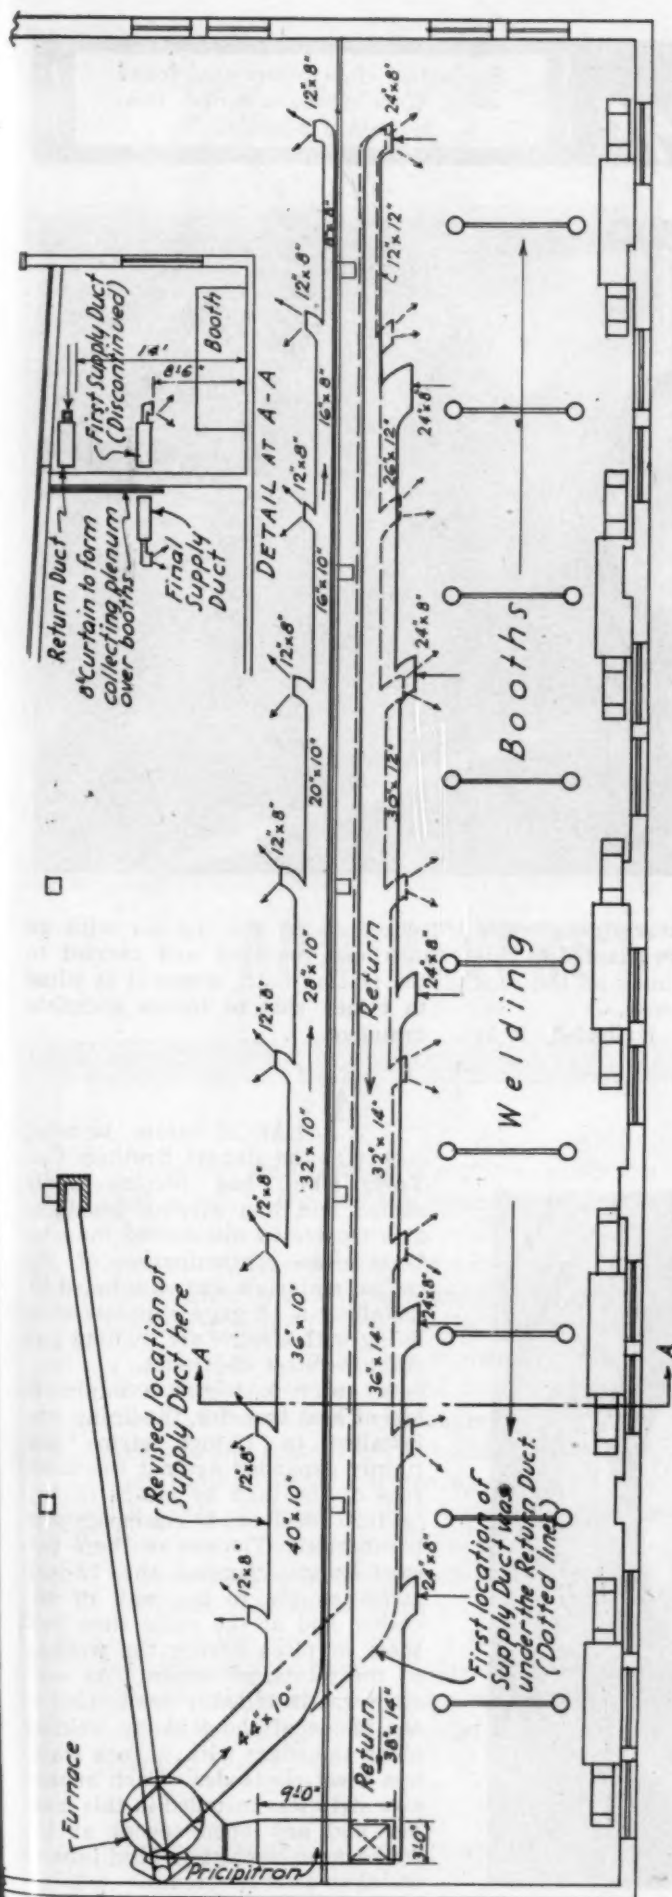 12"x8"
24"x8"
8"x8"
12"x12"
12"x8"
16"x8"
24"x8"
26"x12"
12"x8"
16"x10"
12"x8"
24"x8"
20"x10"
30"x12"
12"x8"
28"x10"
Return
24"x8"
12"x8"
32"x10"
32"x14"
12"x8"
36"x10"
24"x8"
36"x14"
12"x8"
40"x10"
12"x8
24"x8"
44"x10"
Return
38"x14"
9'-0"
3'-0"
Furnace
Pricipitron
Revised location of
Supply Duct here
A
A
First location of
Supply Duct was
under the Return Duct
(Dotted lines)
Welding Booths
Return Duct
8" Curtain to form
collecting plenum
over booths
First Supply Duct
(Discontinued)
14'
8'-6"
Booth
Final
Supply
Duct
DETAIL AT A-A